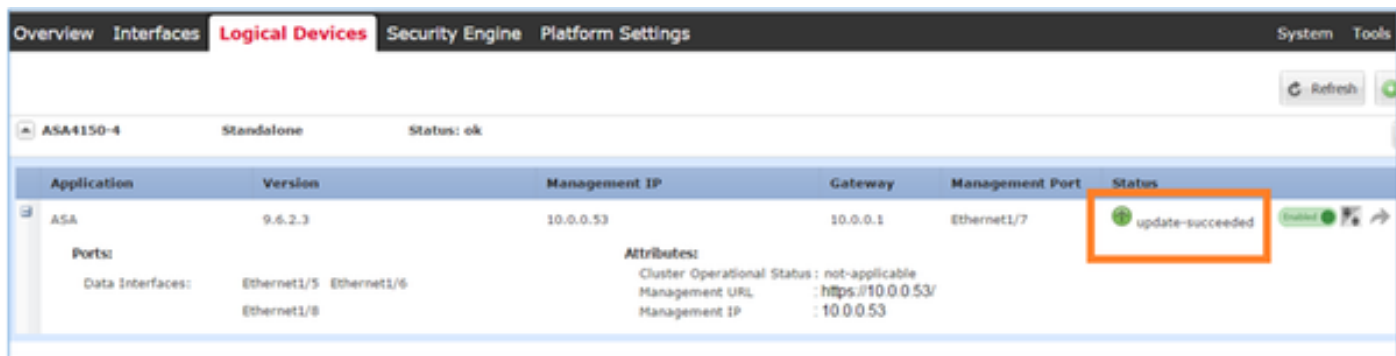 Overview Interfaces Logical Devices Security Engine Platform Settings System Tools
Refresh
ASA4150-4 Standalone Status: ok
Application Version Management IP Gateway Management Port Status
ASA 9.6.2.3 10.0.0.53 10.0.0.1 Ethernet1/7 update-succeeded Enabled
Ports: Attributes:
Data Interfaces: Ethernet1/5 Ethernet1/6 Cluster Operational Status : not-applicable
Management URL : https://10.0.0.53/
Ethernet1/8 Management IP : 10.0.0.53